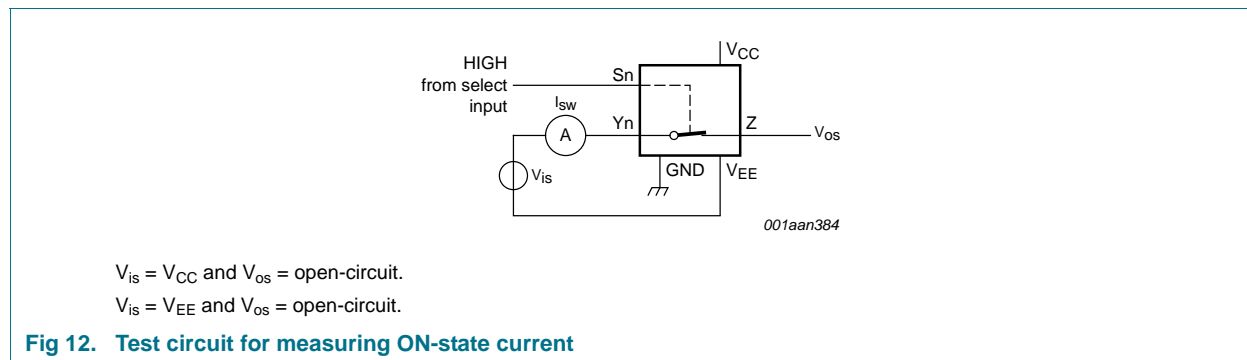 VCC
HIGH
from select
input
Sn
Isw
A
Yn
Z
Vos
Vis
GND
VEE
001aan384
Vis = VCC and Vos = open-circuit.
Vis = VEE and Vos = open-circuit.
Fig 12. Test circuit for measuring ON-state current